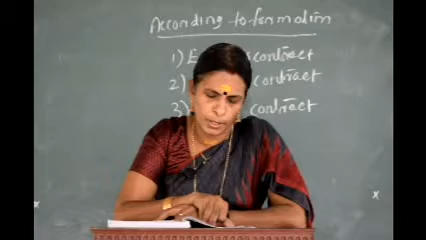 According to formation
1) E contract
2) contract
3) contract
x
x